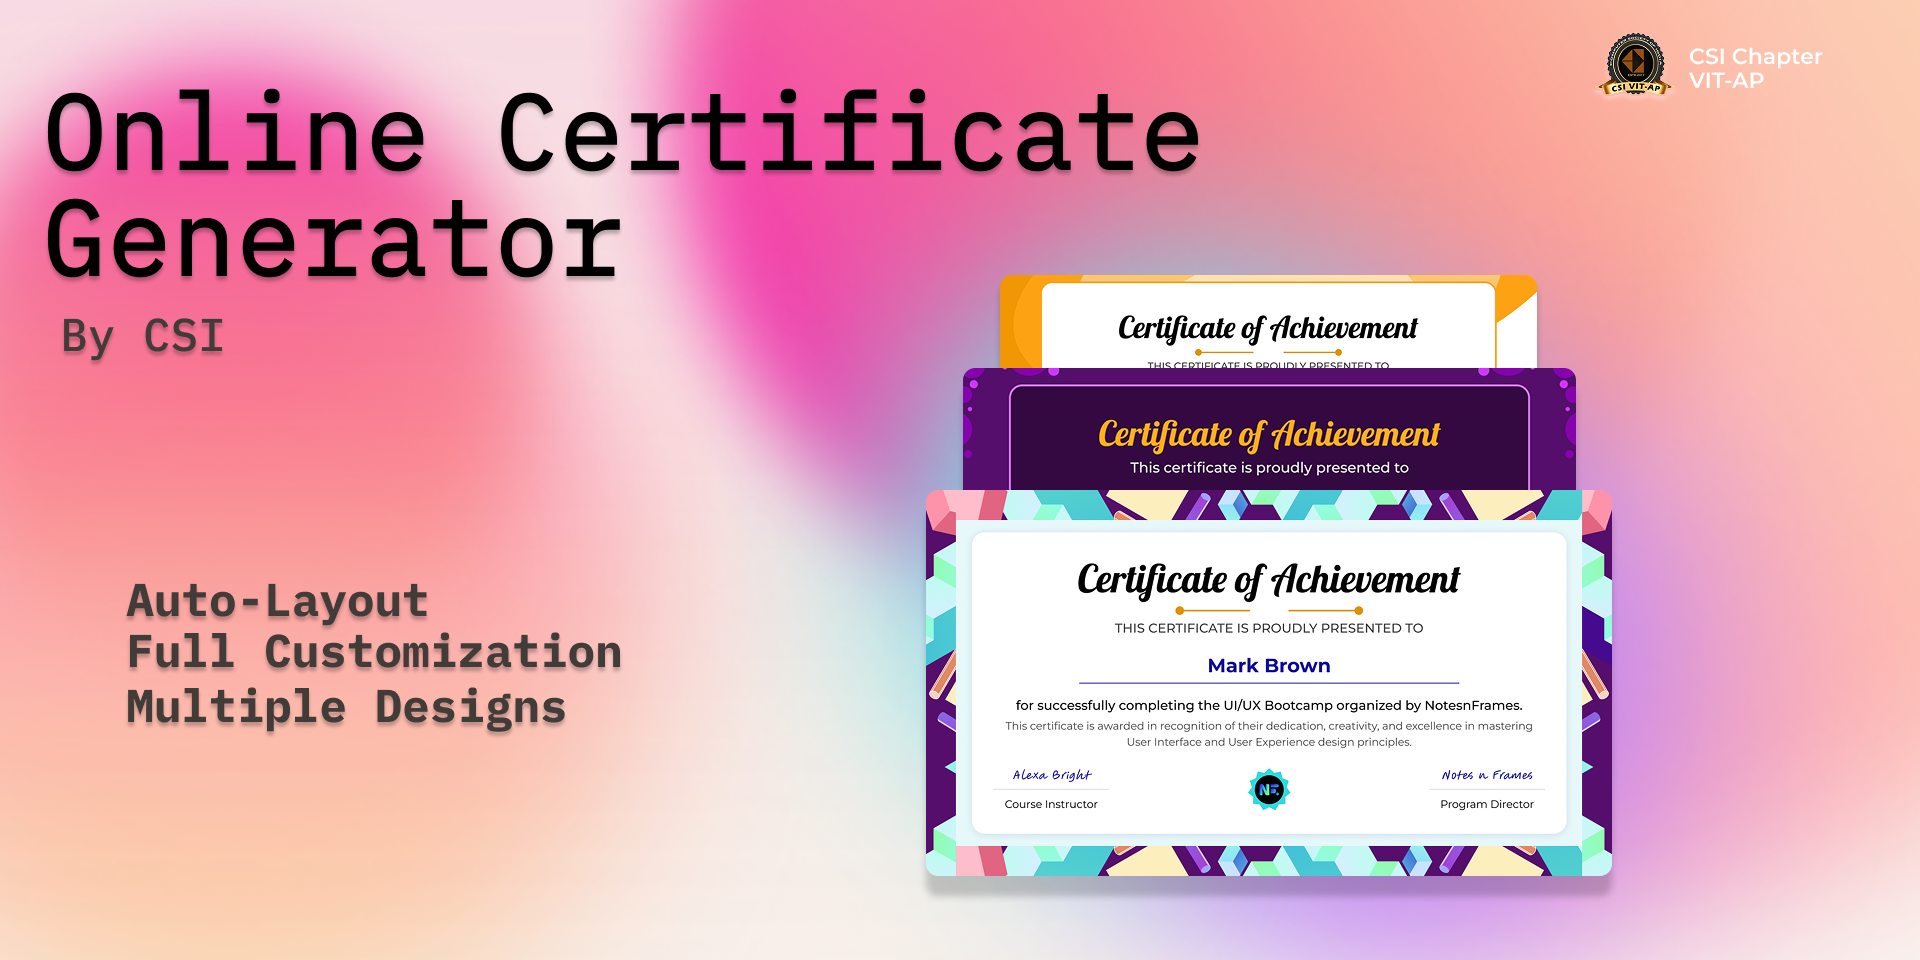 Online Certificate
Generator
By CSI
Auto-Layout
Full Customization
Multiple Designs
CSI VIT-AP
CSI Chapter
VIT-AP
Certificate of Achievement
THIS CERTIFICATE IS PROUDLY PRESENTED TO
Certificate of Achievement
This certificate is proudly presented to
Certificate of Achievement
THIS CERTIFICATE IS PROUDLY PRESENTED TO
Mark Brown
for successfully completing the UI/UX Bootcamp organized by NotesnFrames.
This certificate is awarded in recognition of their dedication, creativity, and excellence in mastering
User Interface and User Experience design principles.
Alexa Bright
Course Instructor
NF.
Notes n Frames
Program Director